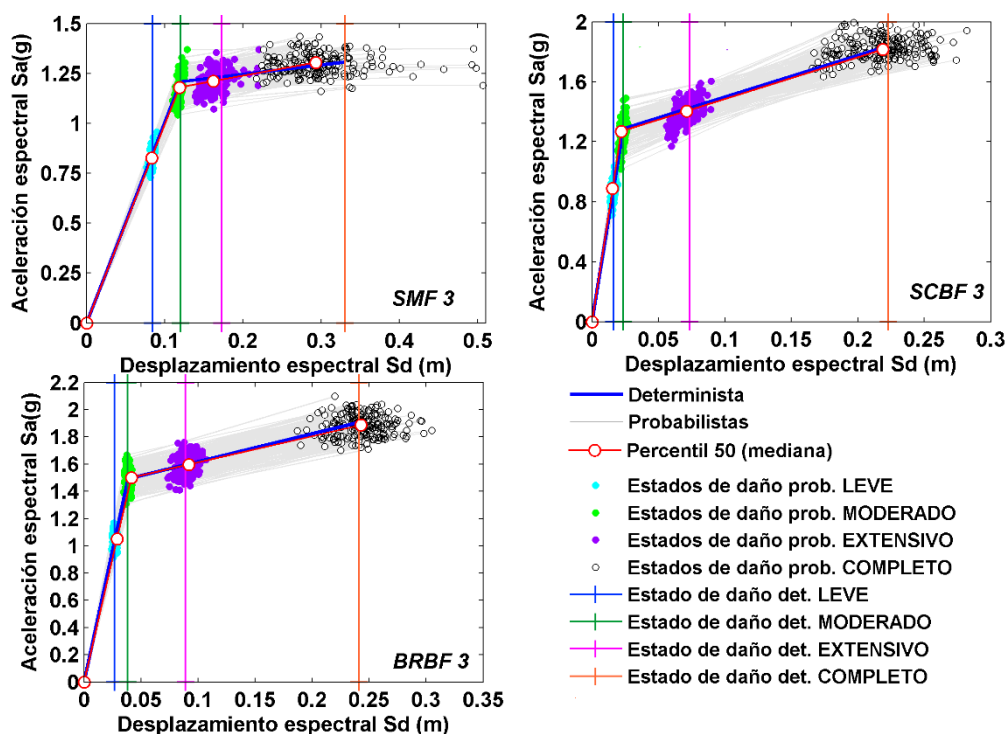 1.5
1.25
1
0.75
0.5
0.25
0
Aceleración espectral Sa(g)
SMF 3
0 0.1 0.2 0.3 0.4 0.5
Desplazamiento espectral Sd (m)
2
1.6
1.2
0.8
0.4
0
Aceleración espectral Sa(g)
SCBF 3
0 0.05 0.1 0.15 0.2 0.25 0.3
Desplazamiento espectral Sd (m)
2.2
2
1.8
1.6
1.4
1.2
1
0.8
0.6
0.4
0.2
0
Aceleración espectral Sa(g)
BRBF 3
0 0.05 0.1 0.15 0.2 0.25 0.3 0.35
Desplazamiento espectral Sd (m)
Determinista
Probabilistas
Percentil 50 (mediana)
Estados de daño prob. LEVE
Estados de daño prob. MODERADO
Estados de daño prob. EXTENSIVO
Estados de daño prob. COMPLETO
Estado de daño det. LEVE
Estado de daño det. MODERADO
Estado de daño det. EXTENSIVO
Estado de daño det. COMPLETO